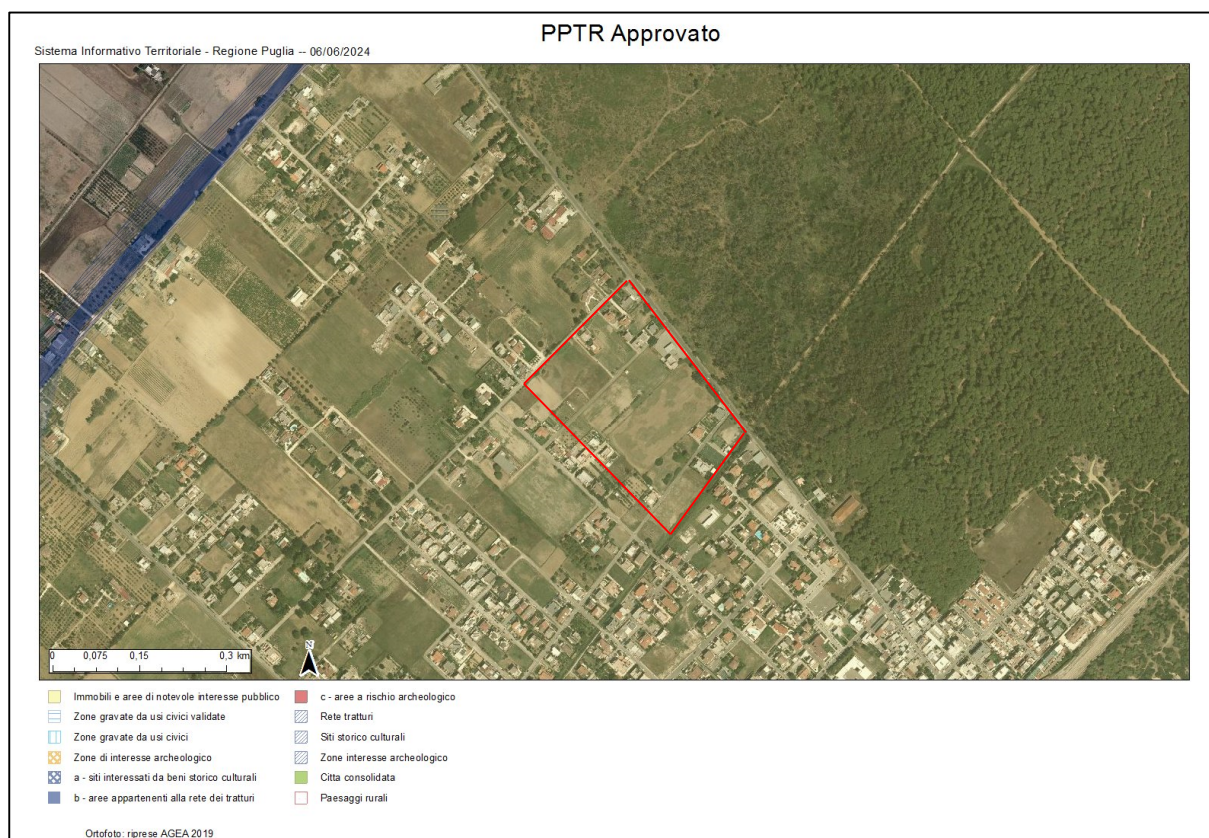 PPTR Approvato
Sistema Informativo Territoriale - Regione Puglia -- 06/06/2024
0 0,075 0,15 0,3 km
N
Immobili e aree di notevole interesse pubblico
Zone gravate da usi civici validate
Zone gravate da usi civici
Zone di interesse archeologico
a - siti interessati da beni storico culturali
b - aree appartenenti alla rete dei tratturi
c - aree a rischio archeologico
Rete tratturi
Siti storico culturali
Zone interesse archeologico
Citta consolidata
Paesaggi rurali
Ortofoto: riprese AGEA 2019